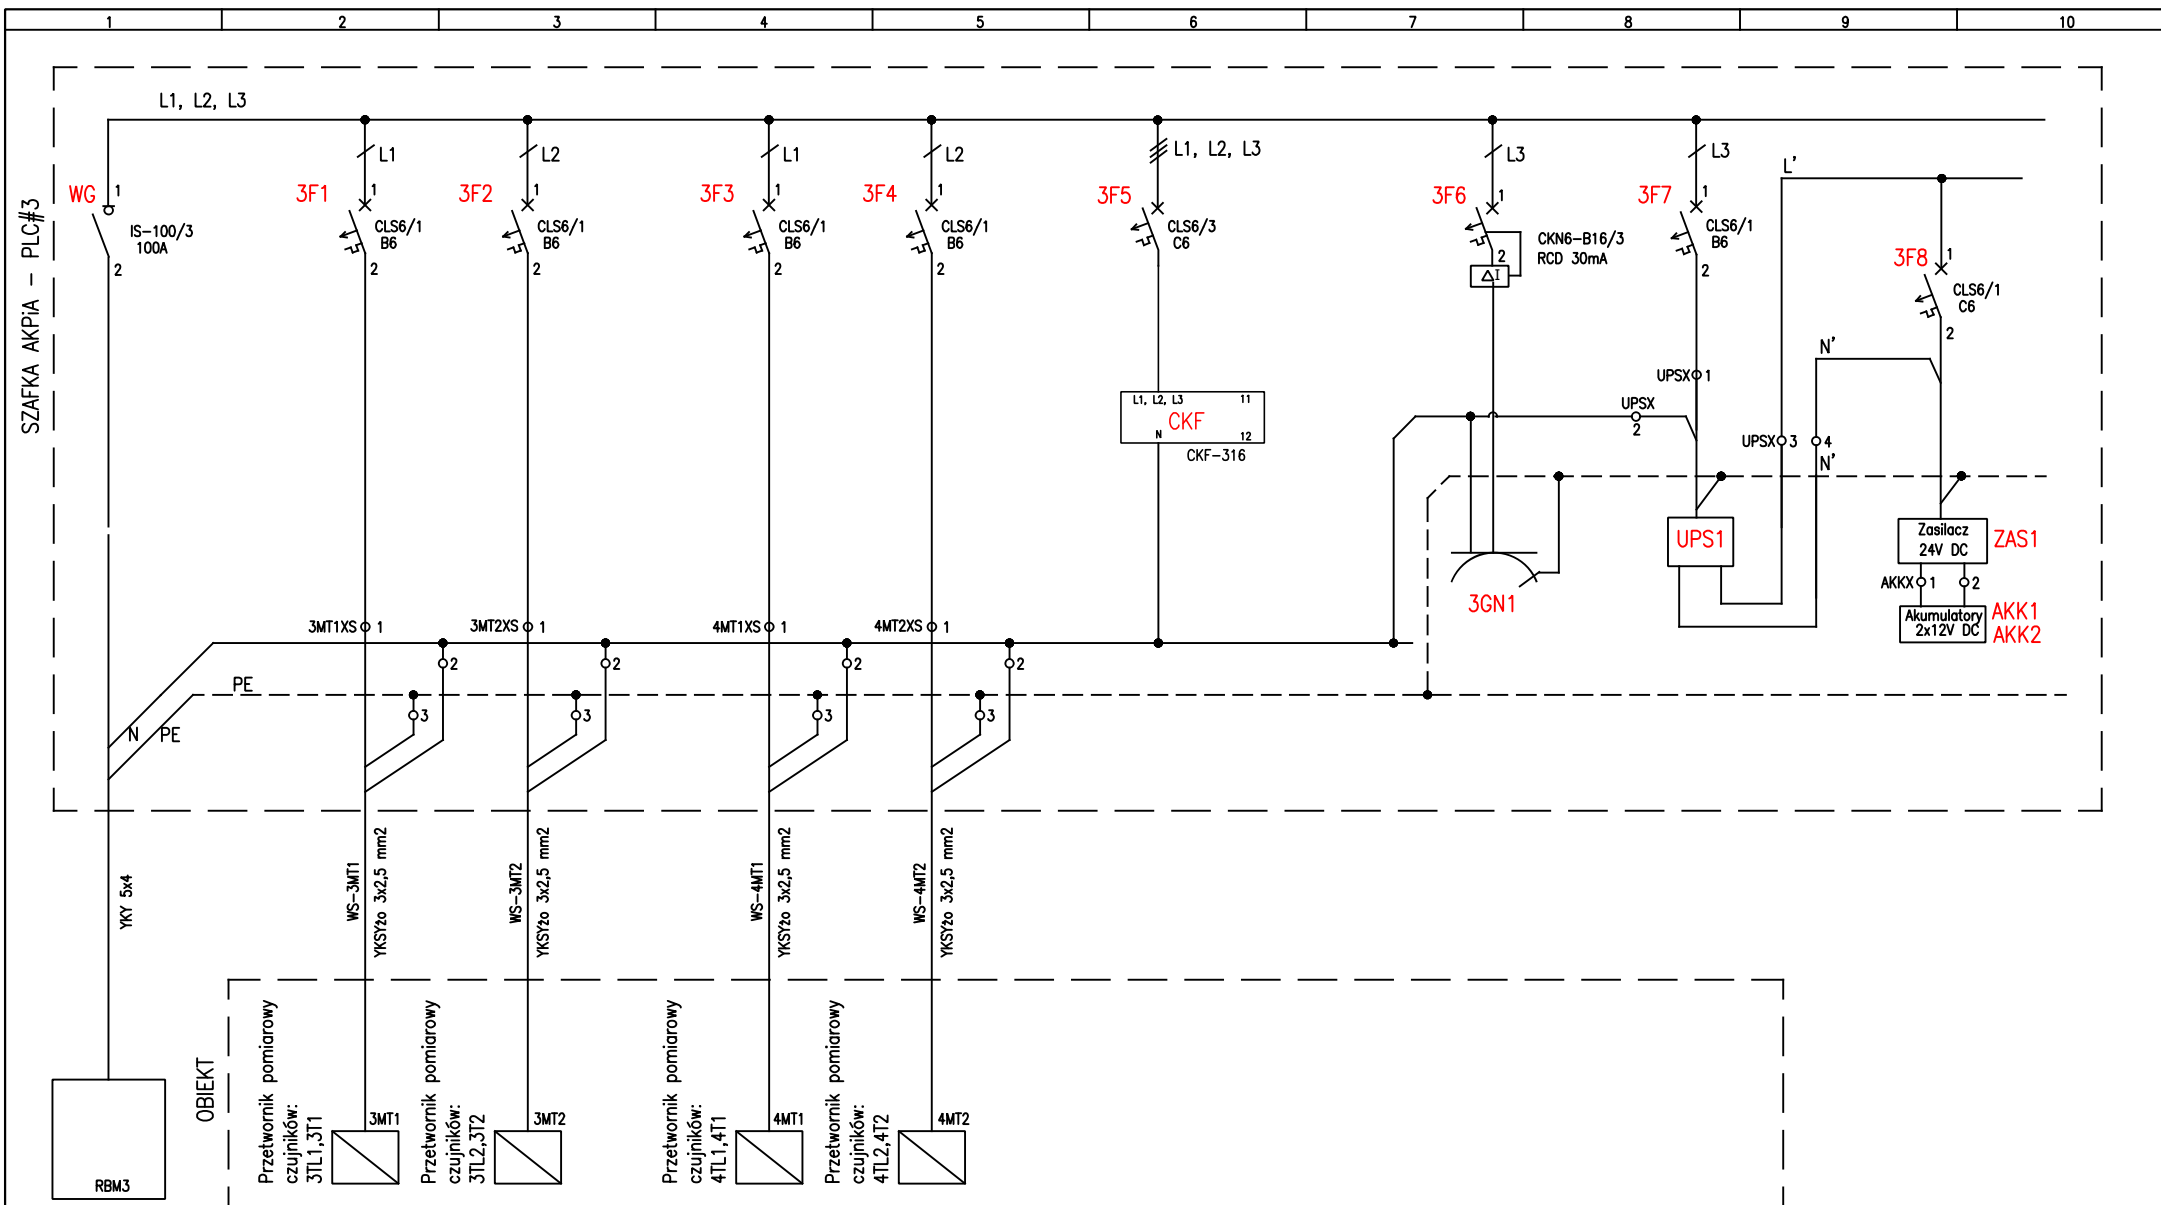 1 2 3 4 5 6 7 8 9 10
SZAFKA AKPiA - PLC#3
L1, L2, L3
WG
1
IS-100/3
100A
2
L1
3F1
1
CLS6/1
B6
2
L2
3F2
1
CLS6/1
B6
2
L1
3F3
1
CLS6/1
B6
2
L2
3F4
1
CLS6/1
B6
2
L1, L2, L3
3F5
CLS6/3
C6
L3
3F6
1
2
CKN6-B16/3
RCD 30mA
ΔI
L3
3F7
1
CLS6/1
B6
2
L'
3F8
1
CLS6/1
C6
2
N'
UPSX 1
UPSX
2
UPSX 3 4
N'
L1, L2, L3 11
CKF
N 12
CKF-316
UPS1
Zasilacz
24V DC
ZAS1
AKKX 1 2
Akumulatory
2x12V DC
AKK1
AKK2
3GN1
3MT1XS 1
3MT2XS 1
4MT1XS 1
4MT2XS 1
2
2
2
2
PE
3
3
3
3
N PE
YKY 5x4
WS-3MT1
YKSYżo 3x2,5 mm2
WS-3MT2
YKSYżo 3x2,5 mm2
WS-4MT1
YKSYżo 3x2,5 mm2
WS-4MT2
YKSYżo 3x2,5 mm2
RBM3
OBIEKT
Przetwornik pomiarowy
czujników:
3TL1,3T1
3MT1
Przetwornik pomiarowy
czujników:
3TL2,3T2
3MT2
Przetwornik pomiarowy
czujników:
4TL1,4T1
4MT1
Przetwornik pomiarowy
czujników:
4TL2,4T2
4MT2